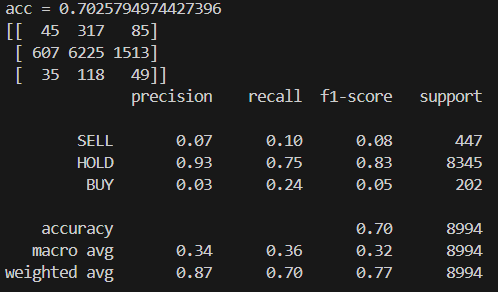 acc = 0.7025794974427396
[[  45  317   85]
 [ 607 6225 1513]
 [  35  118   49]]
              precision    recall  f1-score   support

        SELL       0.07      0.10      0.08       447
        HOLD       0.93      0.75      0.83      8345
         BUY       0.03      0.24      0.05       202

    accuracy                           0.70      8994
   macro avg       0.34      0.36      0.32      8994
weighted avg       0.87      0.70      0.77      8994